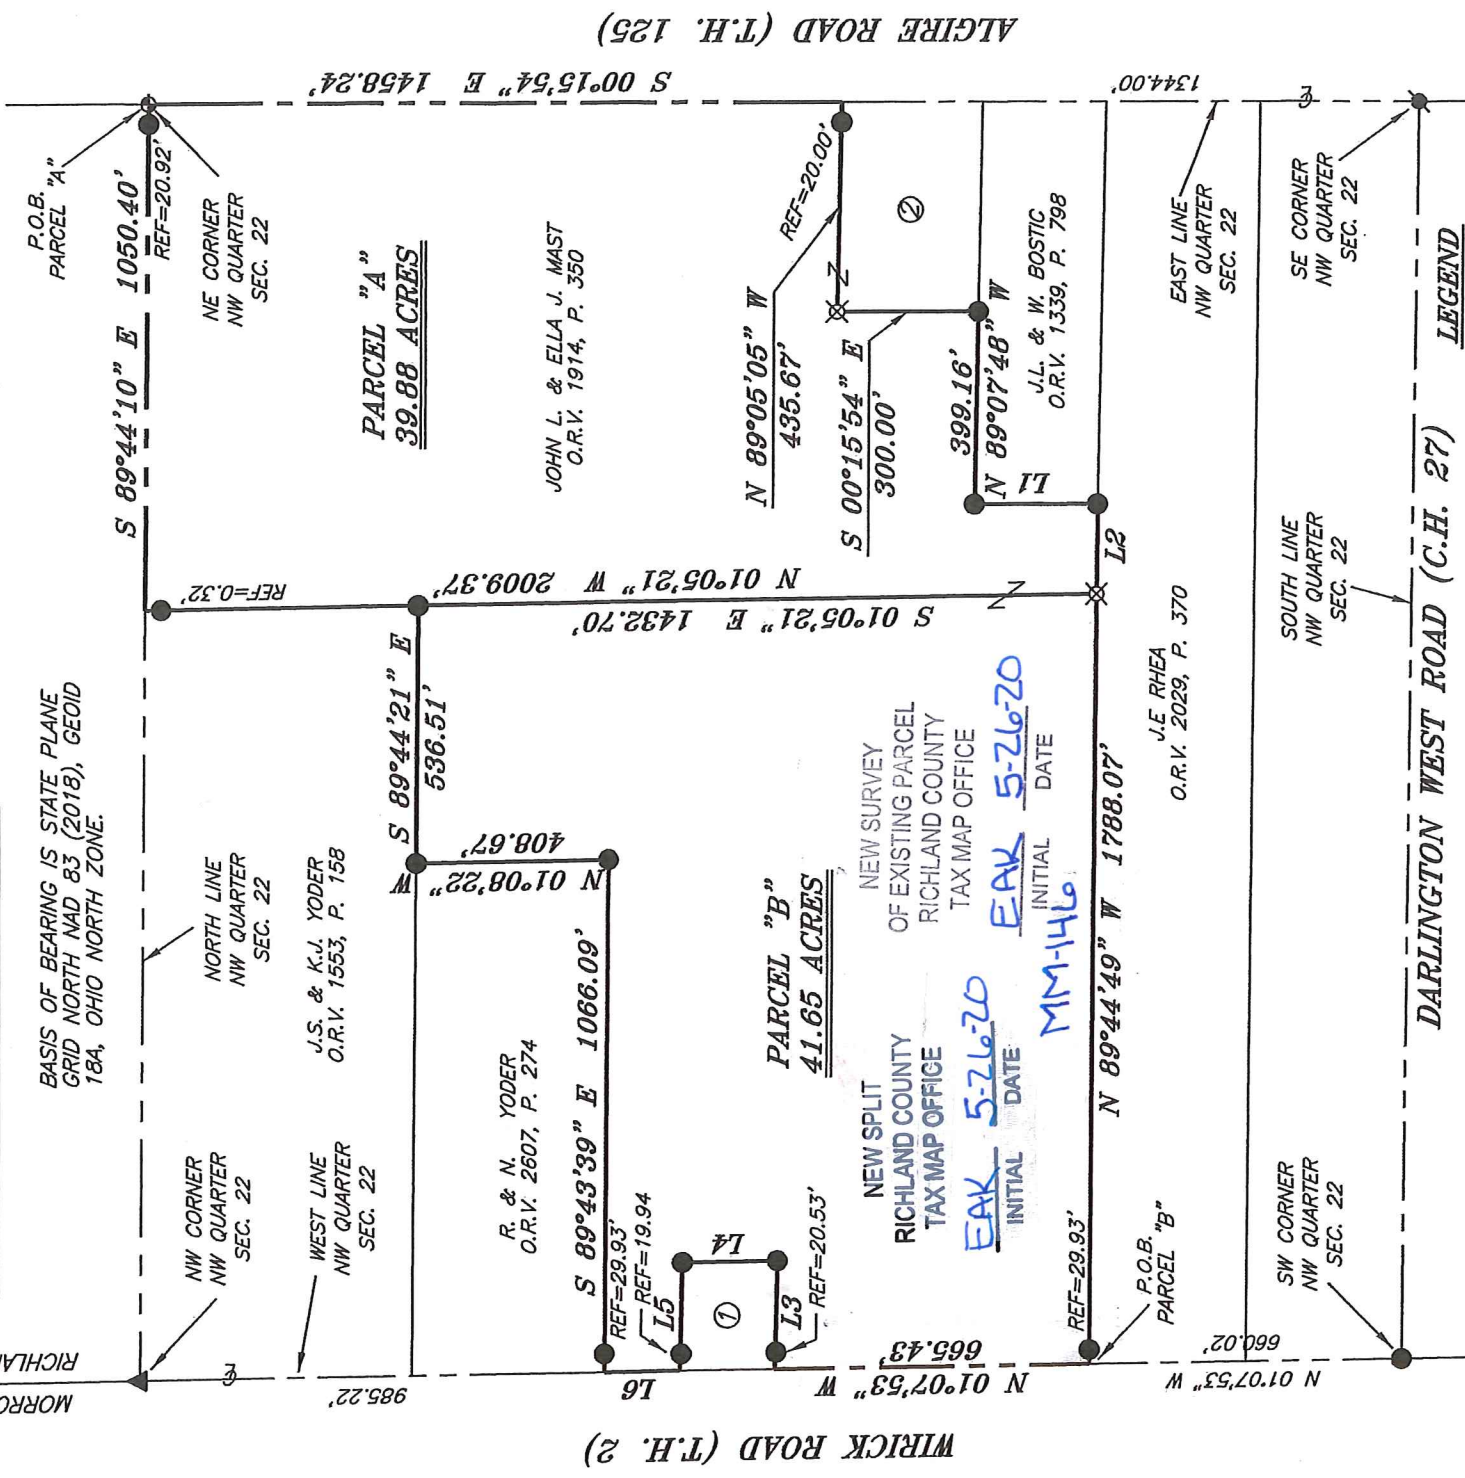 ALGIRE ROAD (T.H. 125)
S 00°15'54" E 1458.24'
1344.00'
P.O.B.
PARCEL "A"
S 89°44'10" E 1050.40'
REF=20.92'
NE CORNER
NW QUARTER
SEC. 22
PARCEL "A"
39.88 ACRES
JOHN L. & ELLA J. MAST
O.R.V. 1914, P. 350
REF=20.00'
N 89°05'05" W
435.67'
②
S 00°15'54" E
300.00'
399.16'
N 89°07'48" W
J.L. & W. BOSTIC
O.R.V. 1339, P. 798
L1
L2
EAST LINE
NW QUARTER
SEC. 22
SE CORNER
NW QUARTER
SEC. 22
LEGEND
REF=0.32'
N 01°05'21" W 2009.37'
S 01°05'21" E 1432.70'
BASIS OF BEARING IS STATE PLANE
GRID NORTH NAD 83 (2018), GEOID
18A, OHIO NORTH ZONE.
NORTH LINE
NW QUARTER
SEC. 22
J.S. & K.J. YODER
O.R.V. 1553, P. 158
S 89°44'21" E
536.51'
N 01°08'22" W
408.67'
S 89°43'39" E 1066.09'
R. & N. YODER
O.R.V. 2607, P. 274
PARCEL "B"
41.65 ACRES
NEW SURVEY
OF EXISTING PARCEL
RICHLAND COUNTY
TAX MAP OFFICE
EAK 5-26-20
INITIAL DATE
MM-146
NEW SPLIT
RICHLAND COUNTY
TAX MAP OFFICE
EAK 5-26-20
INITIAL DATE
N 89°44'49" W 1788.07'
J.E RHEA
O.R.V. 2029, P. 370
SOUTH LINE
NW QUARTER
SEC. 22
DARLINGTON WEST ROAD (C.H. 27)
NW CORNER
NW QUARTER
SEC. 22
WEST LINE
NW QUARTER
SEC. 22
REF=29.93'
REF=19.94
L5
①
L4
L3
REF=20.53'
REF=29.93'
P.O.B.
PARCEL "B"
SW CORNER
NW QUARTER
SEC. 22
985.22'
L6
N 01°07'53" W
665.43'
N 01°07'53" W
660.02'
WIRICK ROAD (T.H. 2)